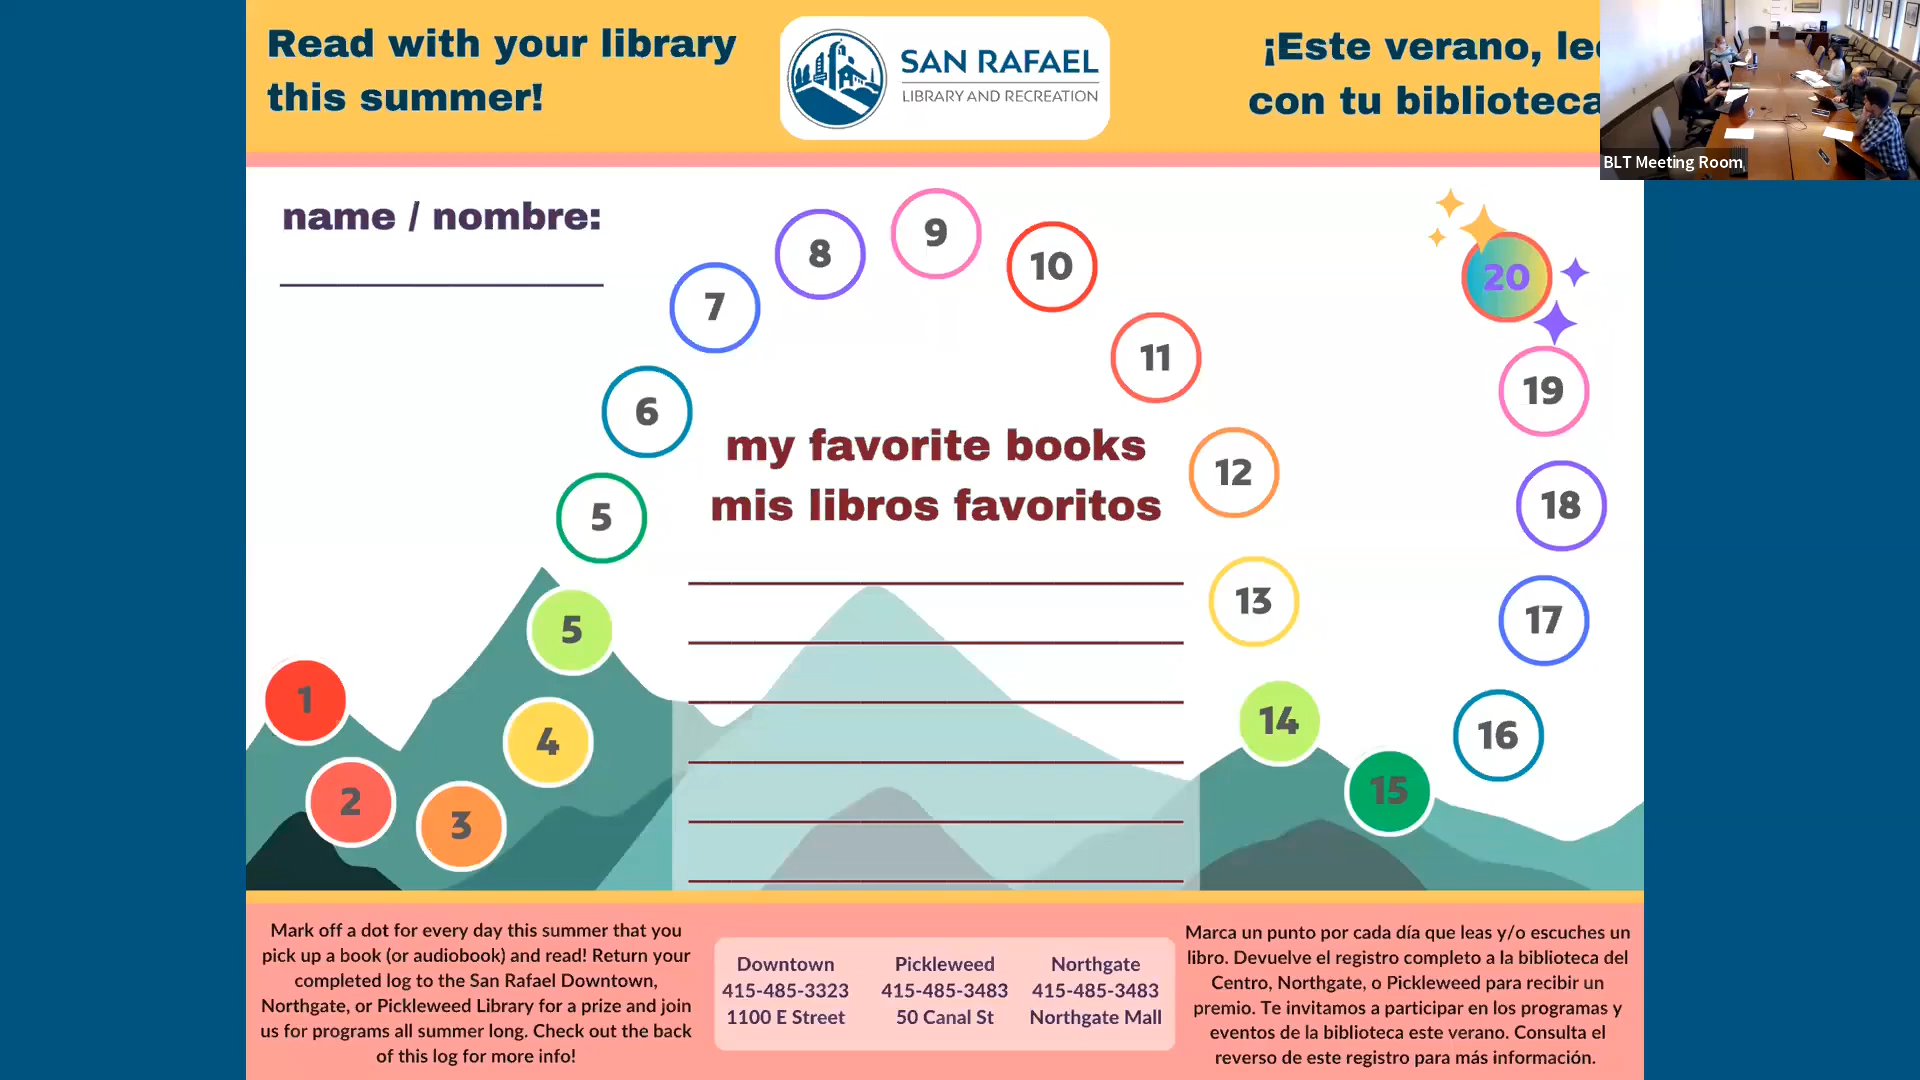 Read with your library
this summer!
SAN RAFAEL
LIBRARY AND RECREATION
¡Este verano, le
con tu biblioteca
BLT Meeting Room
name / nombre:
1
2
3
4
5
5
6
7
8
9
10
11
12
13
14
15
16
17
18
19
20
my favorite books
mis libros favoritos
Mark off a dot for every day this summer that you
pick up a book (or audiobook) and read! Return your
completed log to the San Rafael Downtown,
Northgate, or Pickleweed Library for a prize and join
us for programs all summer long. Check out the back
of this log for more info!
Downtown
415-485-3323
1100 E Street
Pickleweed
415-485-3483
50 Canal St
Northgate
415-485-3483
Northgate Mall
Marca un punto por cada día que leas y/o escuches un
libro. Devuelve el registro completo a la biblioteca del
Centro, Northgate, o Pickleweed para recibir un
premio. Te invitamos a participar en los programas y
eventos de la biblioteca este verano. Consulta el
reverso de este registro para más información.